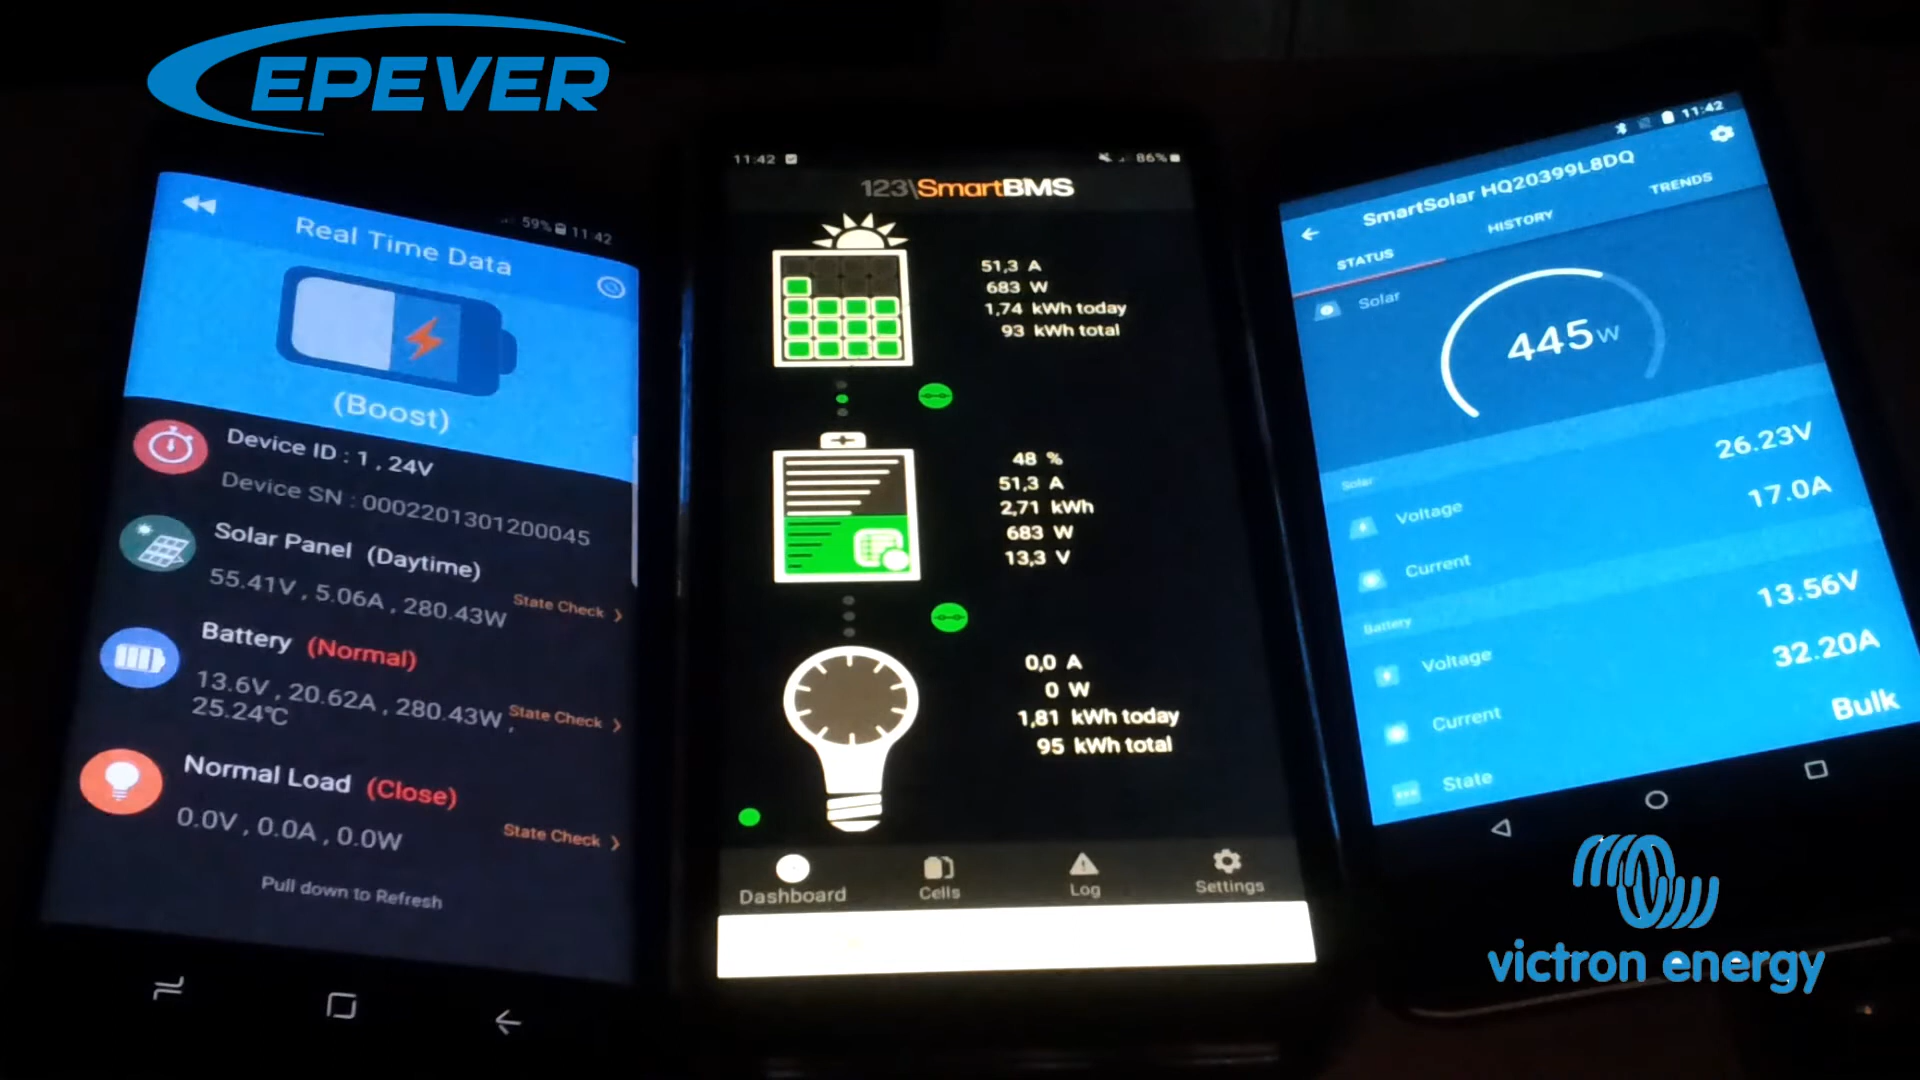 EPEVER
59% 11:42
Real Time Data
(Boost)
Device ID : 1 , 24V
Device SN : 0002201301200045
Solar Panel (Daytime)
55.41V , 5.06A , 280.43W
State Check
Battery (Normal)
13.6V , 20.62A , 280.43W ,
25.24℃
State Check
Normal Load (Close)
0.0V , 0.0A , 0.0W
State Check
Pull down to Refresh
11:42 86%
123\SmartBMS
51,3 A
683 W
1,74 kWh today
93 kWh total
48 %
51,3 A
2,71 kWh
683 W
13,3 V
0,0 A
0 W
1,81 kWh today
95 kWh total
Dashboard Cells Log Settings
11:42
SmartSolar HQ20399L8DQ
STATUS HISTORY TRENDS
Solar
445W
Solar
Voltage 26.23V
Current 17.0A
Battery
Voltage 13.56V
Current 32.20A
State Bulk
victron energy